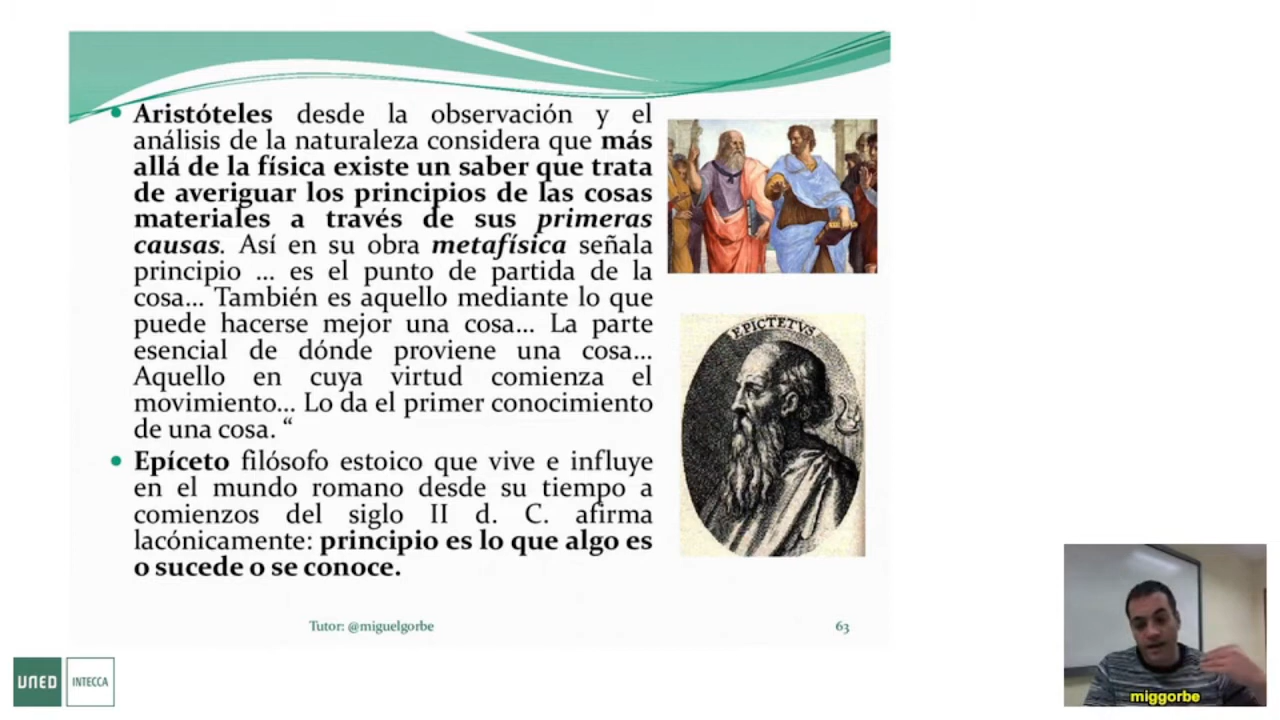 Aristóteles desde la observación y el
análisis de la naturaleza considera que más
allá de la física existe un saber que trata
de averiguar los principios de las cosas
materiales a través de sus primeras
causas. Así en su obra metafísica señala
principio ... es el punto de partida de la
cosa... También es aquello mediante lo que
puede hacerse mejor una cosa... La parte
esencial de dónde proviene una cosa...
Aquello en cuya virtud comienza el
movimiento... Lo da el primer conocimiento
de una cosa. “
EPICTETVS
Epíceto filósofo estoico que vive e influye
en el mundo romano desde su tiempo a
comienzos del siglo II d. C. afirma
lacónicamente: principio es lo que algo es
o sucede o se conoce.
Tutor: @miguelgorbe
63
UNED
INTECCA
miggorbe